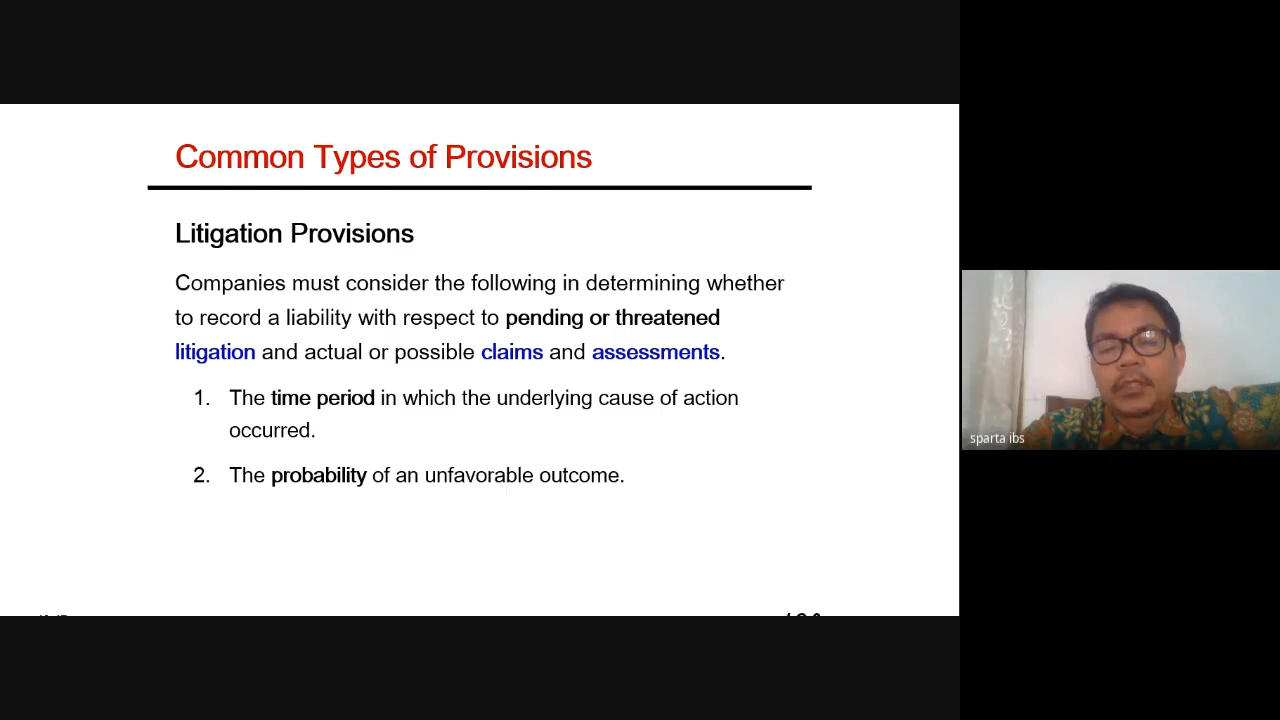 Common Types of Provisions
Litigation Provisions
Companies must consider the following in determining whether
to record a liability with respect to pending or threatened
litigation and actual or possible claims and assessments.
1. The time period in which the underlying cause of action
occurred.
2. The probability of an unfavorable outcome.
sparta ibs